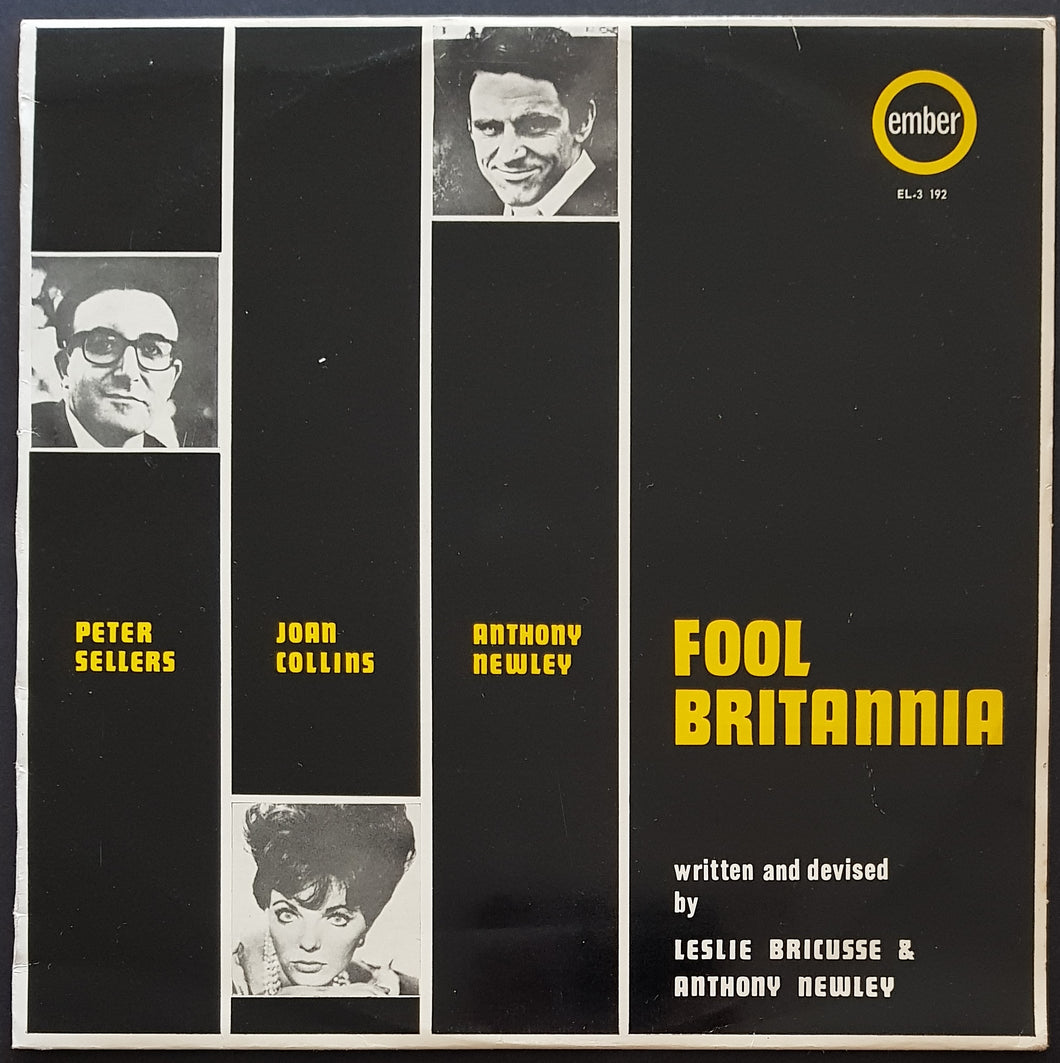 ember
EL-3 192
PETER
SELLERS
JOAN
COLLINS
ANTHONY
NEWLEY
FOOL
BRITANNIA
written and devised
by
LESLIE BRICUSSE &
ANTHONY NEWLEY